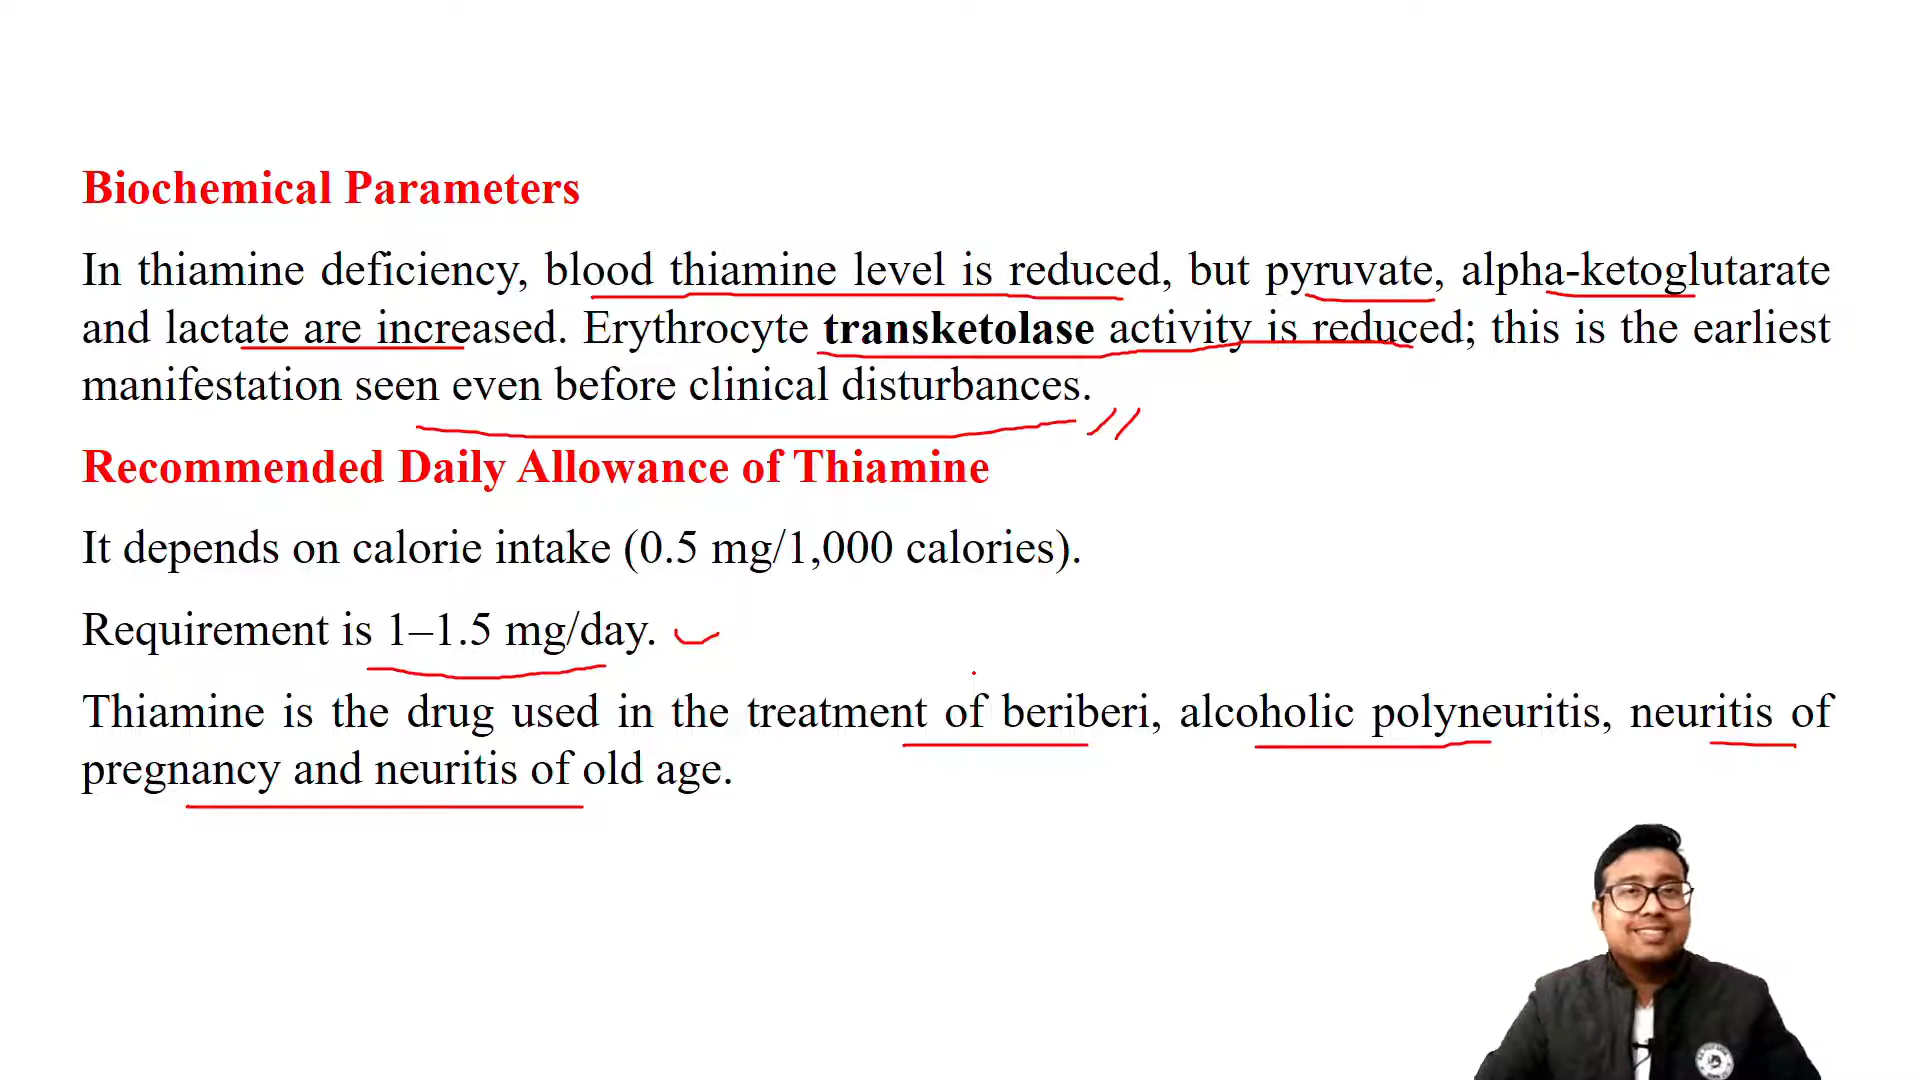 Biochemical Parameters
In thiamine deficiency, blood thiamine level is reduced, but pyruvate, alpha-ketoglutarate
and lactate are increased. Erythrocyte transketolase activity is reduced; this is the earliest
manifestation seen even before clinical disturbances.
Recommended Daily Allowance of Thiamine
It depends on calorie intake (0.5 mg/1,000 calories).
Requirement is 1–1.5 mg/day.
Thiamine is the drug used in the treatment of beriberi, alcoholic polyneuritis, neuritis of
pregnancy and neuritis of old age.